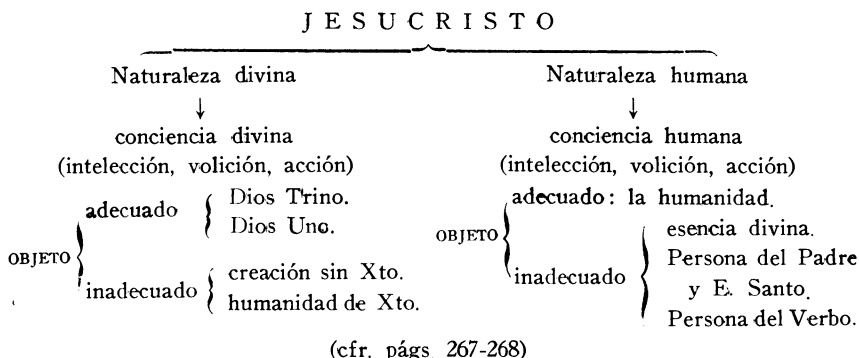 JESUCRISTO
Naturaleza divina
↓
conciencia divina
(intelección, volición, acción)
OBJETO
adecuado
Dios Trino.
Dios Uno.
inadecuado
creación sin Xto.
humanidad de Xto.
Naturaleza humana
↓
conciencia humana
(intelección, volición, acción)
OBJETO
adecuado: la humanidad.
inadecuado
esencia divina.
Persona del Padre
y E. Santo.
Persona del Verbo.
(cfr. págs 267-268)